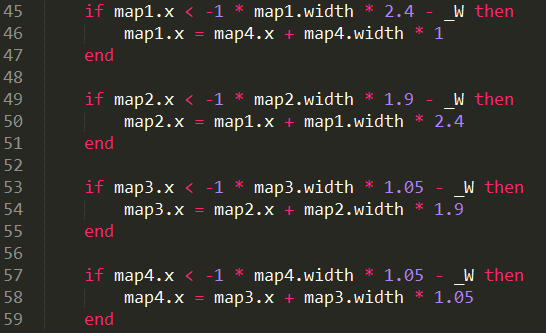 45 if map1.x < -1 * map1.width * 2.4 - _W then
46 map1.x = map4.x + map4.width * 1
47 end
48
49 if map2.x < -1 * map2.width * 1.9 - _W then
50 map2.x = map1.x + map1.width * 2.4
51 end
52
53 if map3.x < -1 * map3.width * 1.05 - _W then
54 map3.x = map2.x + map2.width * 1.9
55 end
56
57 if map4.x < -1 * map4.width * 1.05 - _W then
58 map4.x = map3.x + map3.width * 1.05
59 end